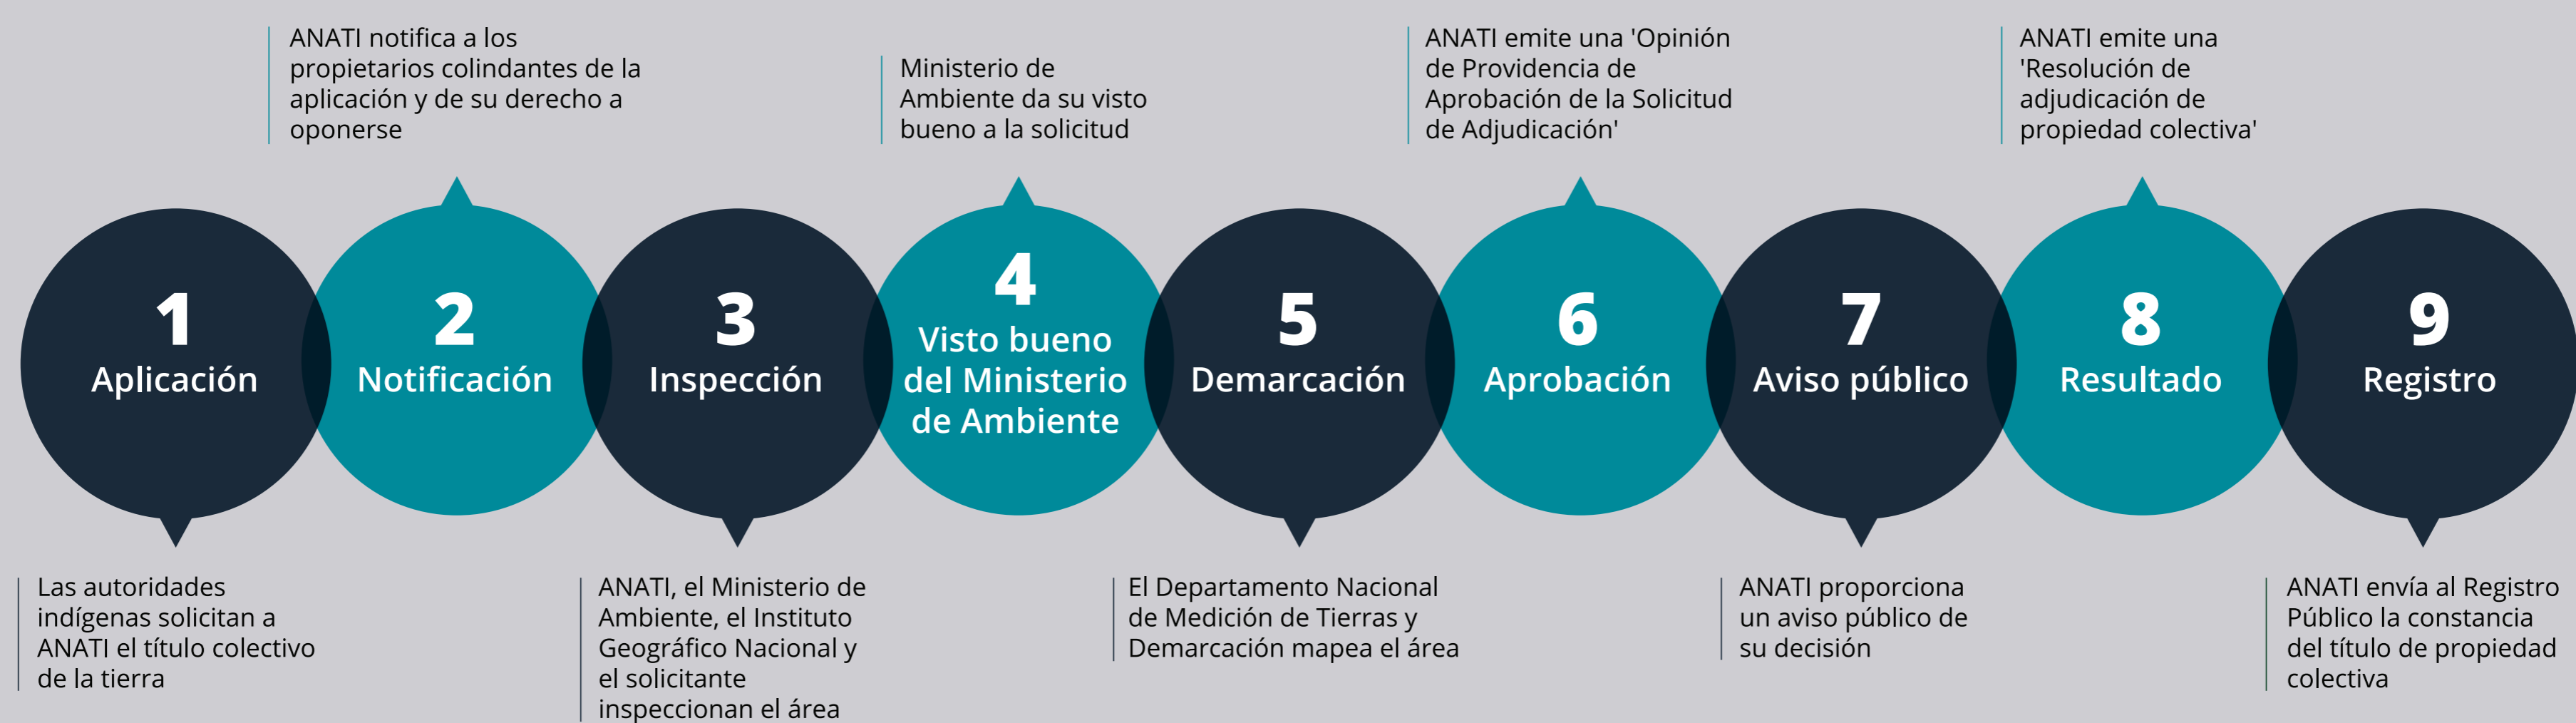 ANATI notifica a los
propietarios colindantes de la
aplicación y de su derecho a
oponerse
Ministerio de
Ambiente da su visto
bueno a la solicitud
ANATI emite una 'Opinión
de Providencia de
Aprobación de la Solicitud
de Adjudicación'
ANATI emite una
'Resolución de
adjudicación de
propiedad colectiva'
1
Aplicación
2
Notificación
3
Inspección
4
Visto bueno
del Ministerio
de Ambiente
5
Demarcación
6
Aprobación
7
Aviso público
8
Resultado
9
Registro
Las autoridades
indígenas solicitan a
ANATI el título colectivo
de la tierra
ANATI, el Ministerio de
Ambiente, el Instituto
Geográfico Nacional y
el solicitante
inspeccionan el área
El Departamento Nacional
de Medición de Tierras y
Demarcación mapea el área
ANATI proporciona
un aviso público de
su decisión
ANATI envía al Registro
Público la constancia
del título de propiedad
colectiva